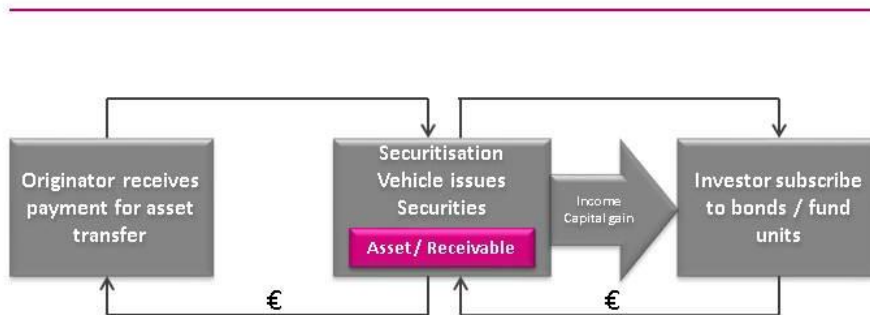 Originator receives
payment for asset
transfer
Securitisation
Vehicle issues
Securities
Asset / Receivable
Income
Capital gain
Investor subscribe
to bonds / fund
units
€
€